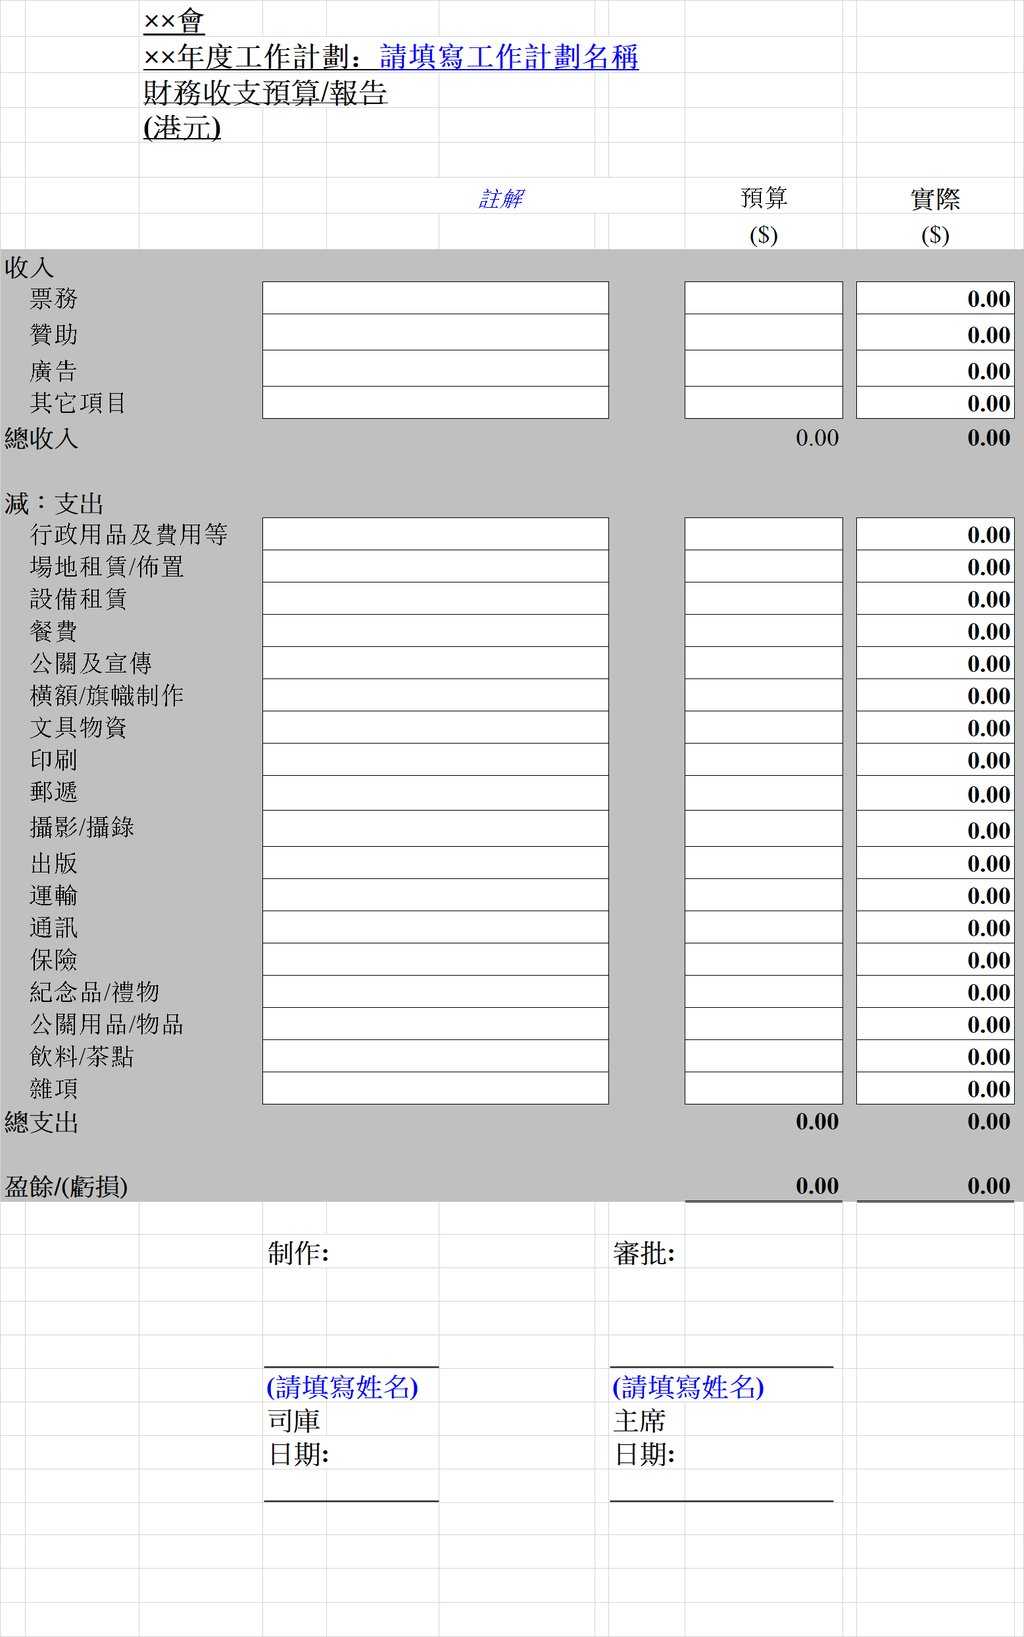 ××會
××年度工作計劃：請填寫工作計劃名稱
財務收支預算/報告
(港元)
註解 預算 實際
($) ($)
收入
票務 0.00
贊助 0.00
廣告 0.00
其它項目 0.00
總收入 0.00 0.00
減：支出
行政用品及費用等 0.00
場地租賃/佈置 0.00
設備租賃 0.00
餐費 0.00
公關及宣傳 0.00
橫額/旗幟制作 0.00
文具物資 0.00
印刷 0.00
郵遞 0.00
攝影/攝錄 0.00
出版 0.00
運輸 0.00
通訊 0.00
保險 0.00
紀念品/禮物 0.00
公關用品/物品 0.00
飲料/茶點 0.00
雜項 0.00
總支出 0.00 0.00
盈餘/(虧損) 0.00 0.00
制作: 審批:
(請填寫姓名) (請填寫姓名)
司庫 主席
日期: 日期: